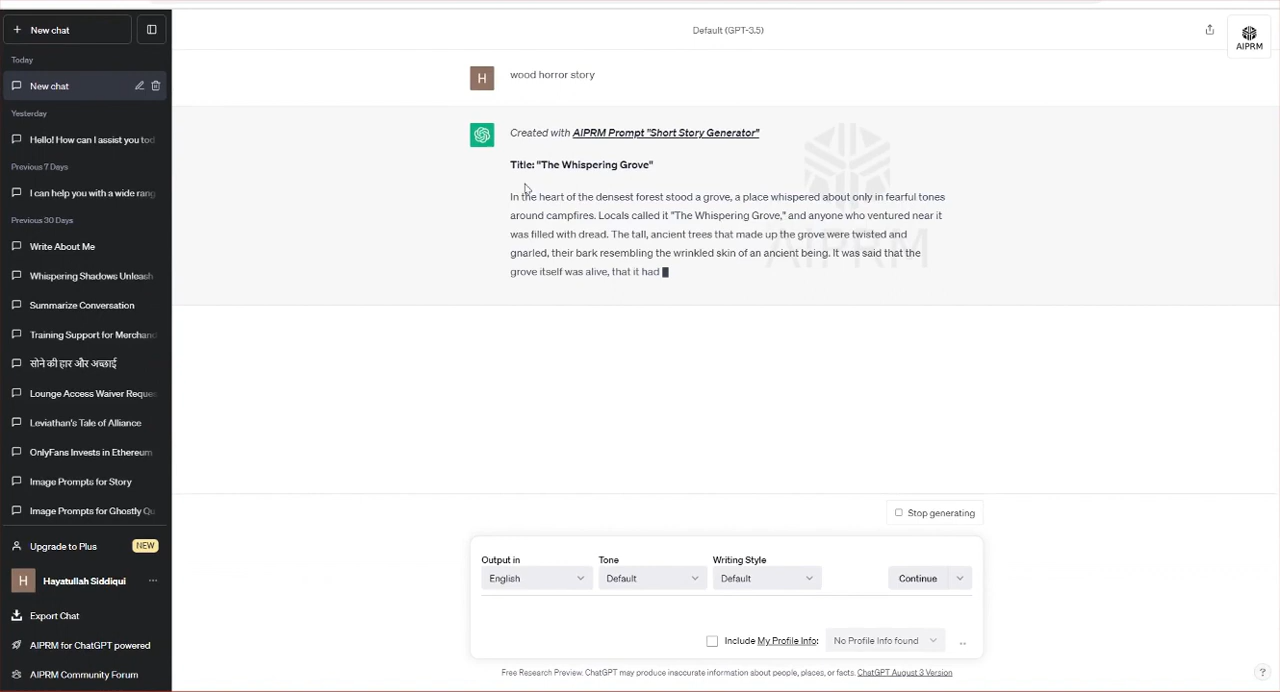 New chat
Today
New chat
Yesterday
Hello! How can I assist you tod
Previous 7 Days
I can help you with a wide rang
Previous 30 Days
Write About Me
Whispering Shadows Unleash
Summarize Conversation
Training Support for Merchand
सोने की हार और अच्छाई
Lounge Access Waiver Reques
Leviathan's Tale of Alliance
OnlyFans Invests in Ethereum
Image Prompts for Story
Image Prompts for Ghostly Qu
Upgrade to Plus NEW
H Hayatullah Siddiqui ...
Export Chat
AIPRM for ChatGPT powered
AIPRM Community Forum
Default (GPT-3.5)
AIPRM
H wood horror story
Created with AIPRM Prompt "Short Story Generator"
Title: "The Whispering Grove"
In the heart of the densest forest stood a grove, a place whispered about only in fearful tones
around campfires. Locals called it "The Whispering Grove," and anyone who ventured near it
was filled with dread. The tall, ancient trees that made up the grove were twisted and
gnarled, their bark resembling the wrinkled skin of an ancient being. It was said that the
grove itself was alive, that it had
AIPRM
Stop generating
Output in Tone Writing Style
English Default Default Continue
Include My Profile Info: No Profile Info found ..
Free Research Preview. ChatGPT may produce inaccurate information about people, places, or facts. ChatGPT August 3 Version
?